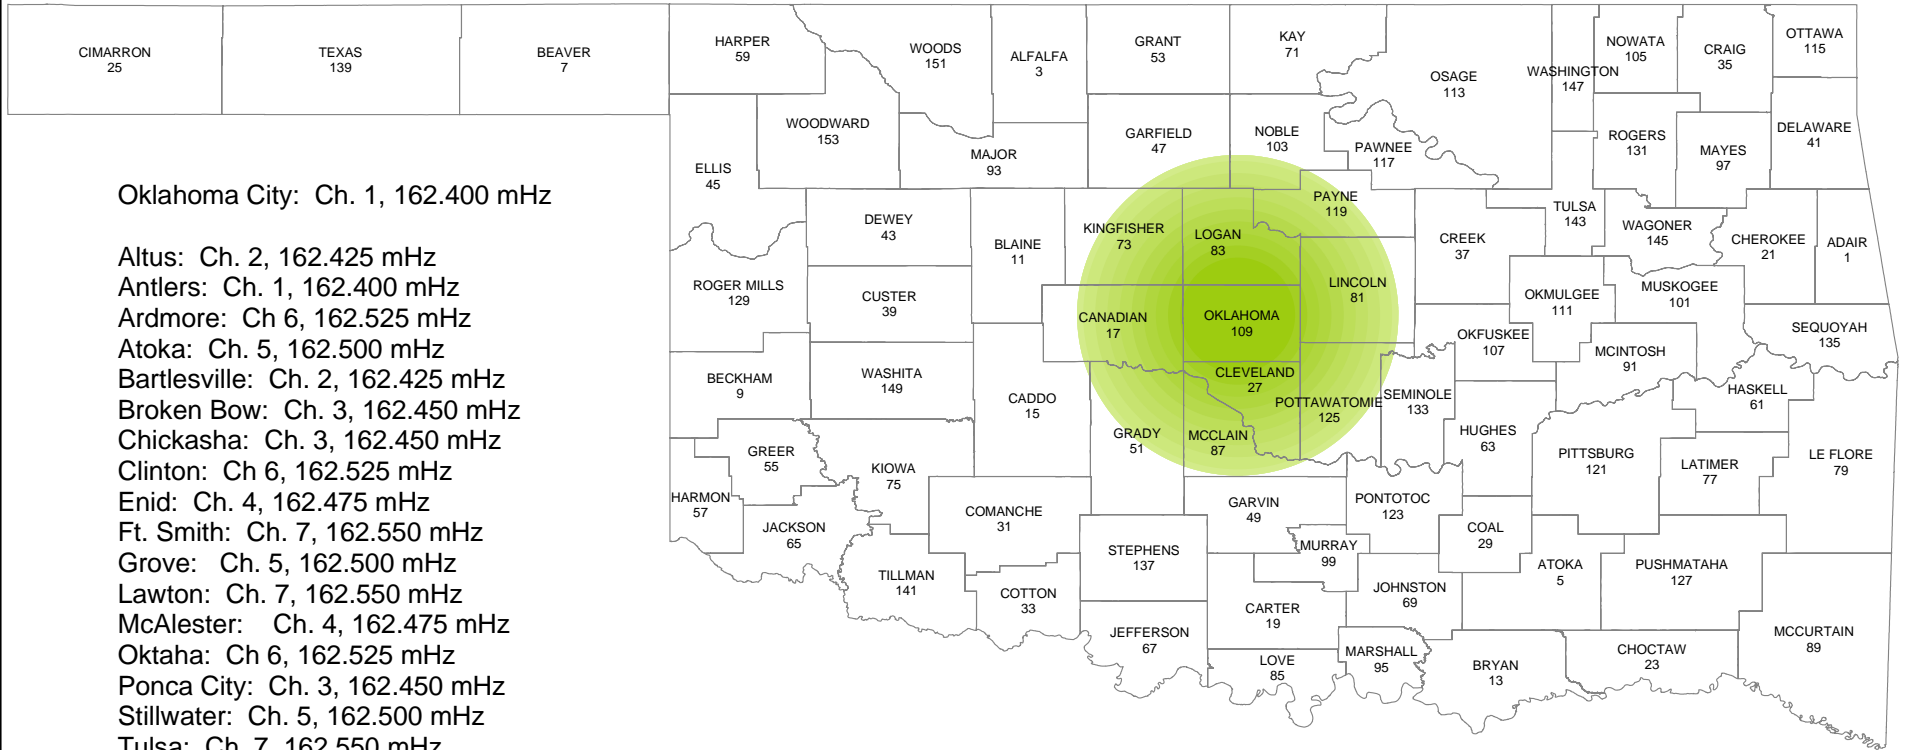 CIMARRON
25
TEXAS
139
BEAVER
7
HARPER
59
WOODS
151
ALFALFA
3
GRANT
53
KAY
71
OSAGE
113
WASHINGTON
147
NOWATA
105
CRAIG
35
OTTAWA
115
WOODWARD
153
MAJOR
93
GARFIELD
47
NOBLE
103
PAWNEE
117
ROGERS
131
MAYES
97
DELAWARE
41
ELLIS
45
DEWEY
43
BLAINE
11
KINGFISHER
73
LOGAN
83
PAYNE
119
CREEK
37
TULSA
143
WAGONER
145
CHEROKEE
21
ADAIR
1
ROGER MILLS
129
CUSTER
39
CANADIAN
17
OKLAHOMA
109
LINCOLN
81
OKMULGEE
111
MUSKOGEE
101
SEQUOYAH
135
OKFUSKEE
107
MCINTOSH
91
BECKHAM
9
WASHITA
149
CADDO
15
CLEVELAND
27
POTTAWATOMIE
125
SEMINOLE
133
HASKELL
61
GREER
55
KIOWA
75
GRADY
51
MCCLAIN
87
HUGHES
63
PITTSBURG
121
LATIMER
77
LE FLORE
79
HARMON
57
JACKSON
65
COMANCHE
31
GARVIN
49
PONTOTOC
123
COAL
29
STEPHENS
137
MURRAY
99
ATOKA
5
PUSHMATAHA
127
TILLMAN
141
COTTON
33
CARTER
19
JOHNSTON
69
JEFFERSON
67
LOVE
85
MARSHALL
95
BRYAN
13
CHOCTAW
23
MCCURTAIN
89
Oklahoma City: Ch. 1, 162.400 mHz
Altus: Ch. 2, 162.425 mHz
Antlers: Ch. 1, 162.400 mHz
Ardmore: Ch 6, 162.525 mHz
Atoka: Ch. 5, 162.500 mHz
Bartlesville: Ch. 2, 162.425 mHz
Broken Bow: Ch. 3, 162.450 mHz
Chickasha: Ch. 3, 162.450 mHz
Clinton: Ch 6, 162.525 mHz
Enid: Ch. 4, 162.475 mHz
Ft. Smith: Ch. 7, 162.550 mHz
Grove: Ch. 5, 162.500 mHz
Lawton: Ch. 7, 162.550 mHz
McAlester: Ch. 4, 162.475 mHz
Oktaha: Ch 6, 162.525 mHz
Ponca City: Ch. 3, 162.450 mHz
Stillwater: Ch. 5, 162.500 mHz
Tulsa: Ch. 7, 162.550 mHz